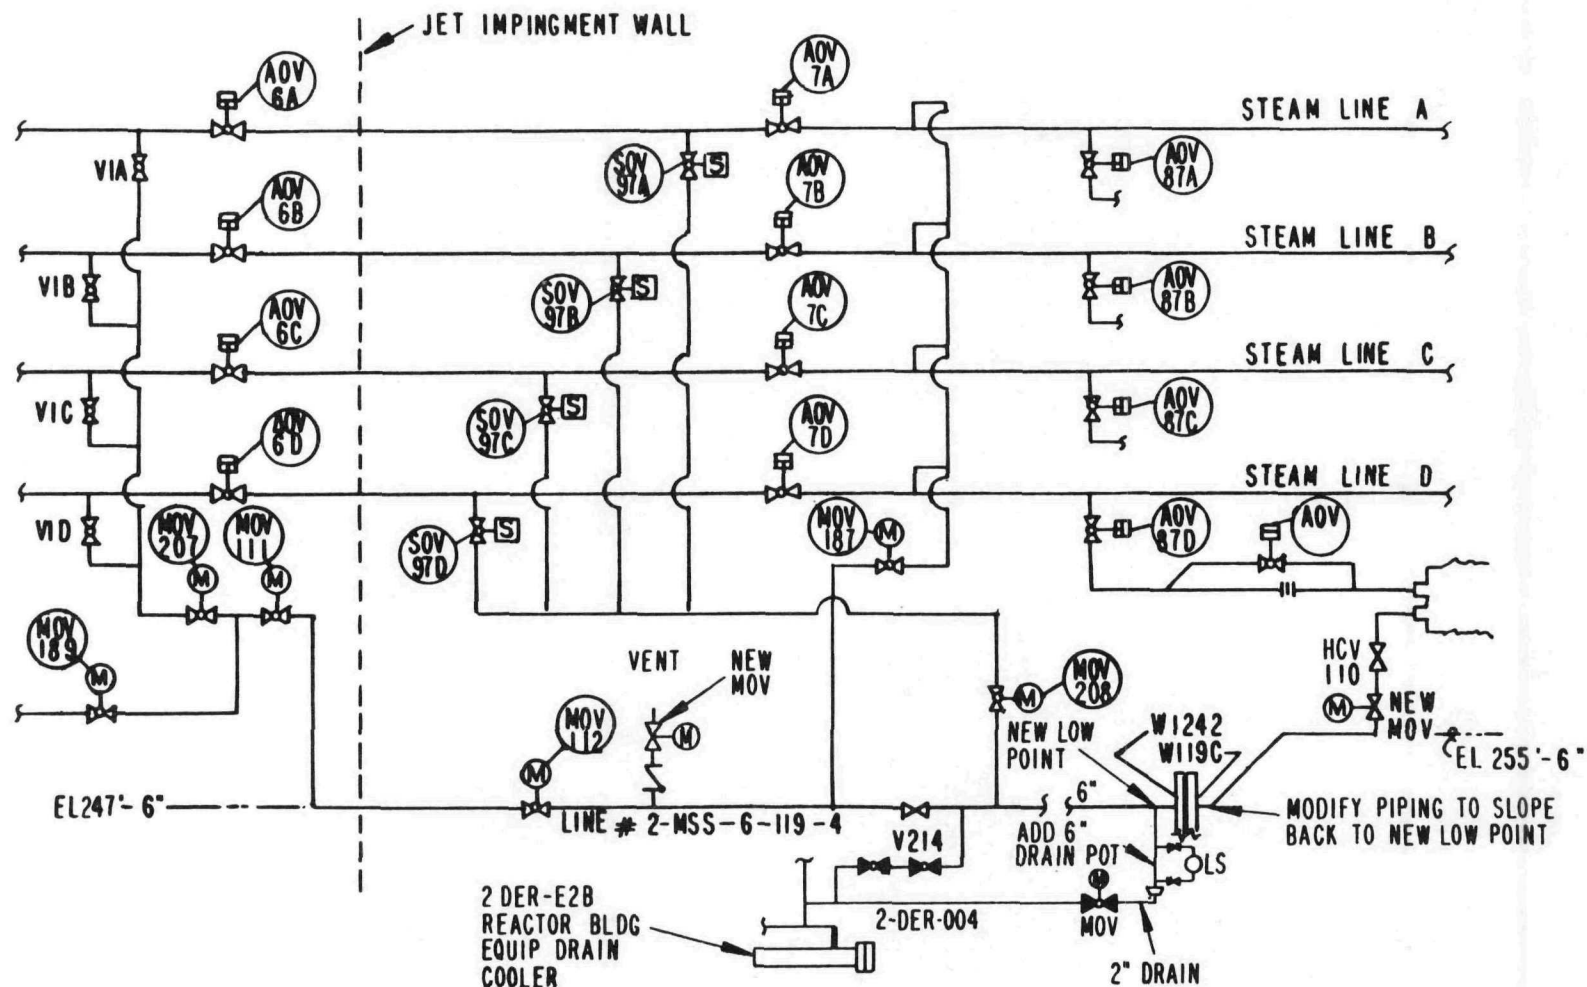 JET IMPINGMENT WALL
AOV
6A
AOV
7A
STEAM LINE A
V1A
SOV
97A
S
AOV
87A
AOV
6B
AOV
7B
STEAM LINE B
V1B
SOV
97B
S
AOV
87B
AOV
6C
AOV
7C
STEAM LINE C
V1C
SOV
97C
S
AOV
87C
AOV
6D
AOV
7D
STEAM LINE D
V1D
MOV
207
MOV
111
M
M
SOV
97D
S
MOV
187
M
AOV
87D
AOV
MOV
189
M
VENT
NEW
MOV
M
MOV
112
M
MOV
208
M
HCV
110
M
NEW
MOV
NEW LOW
POINT
W1242
W119C
EL 255'-6"
EL247'-6"
LINE # 2-MSS-6-119-4
6"
MODIFY PIPING TO SLOPE
BACK TO NEW LOW POINT
V214
ADD 6"
DRAIN POT
LS
M
MOV
2 DER-E2B
REACTOR BLDG
EQUIP DRAIN
COOLER
2-DER-004
2" DRAIN